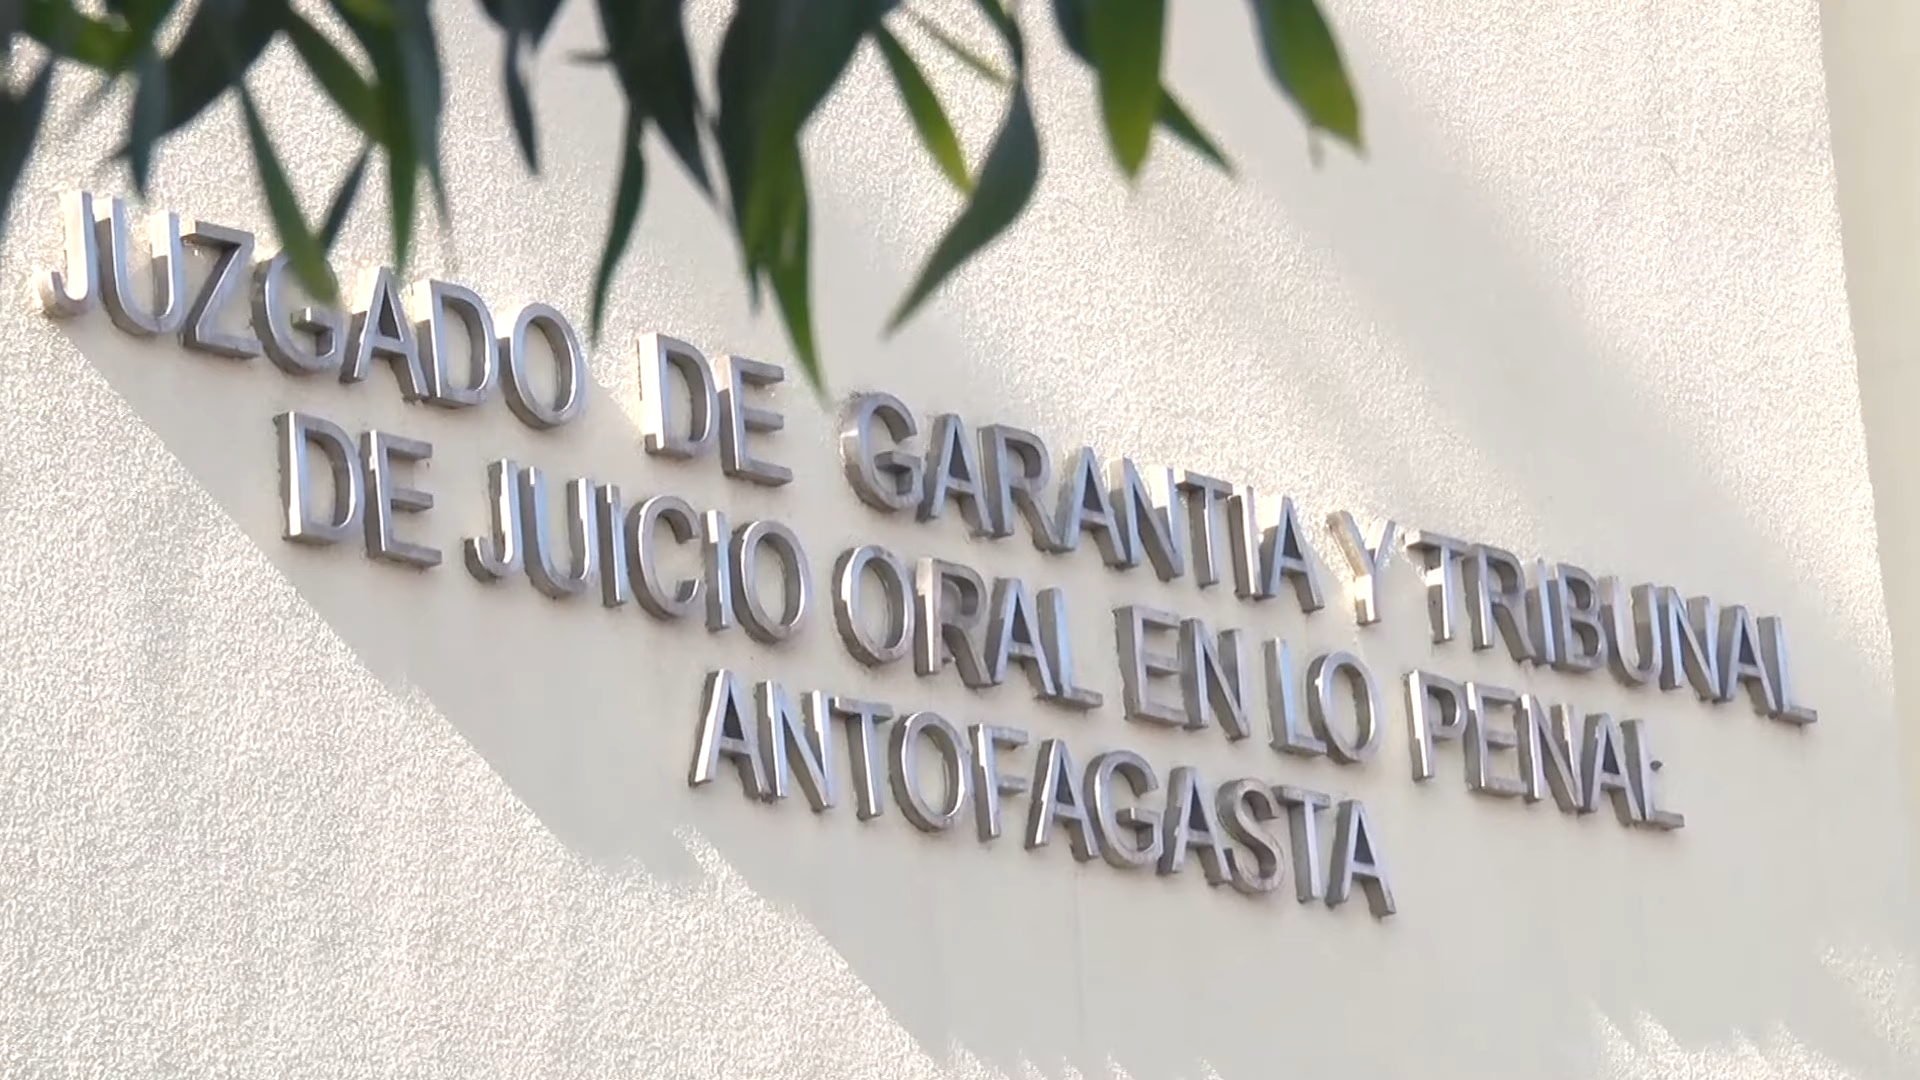 JUZGADO DE GARANTIA Y TRIBUNAL
DE JUICIO ORAL EN LO PENAL
ANTOFAGASTA